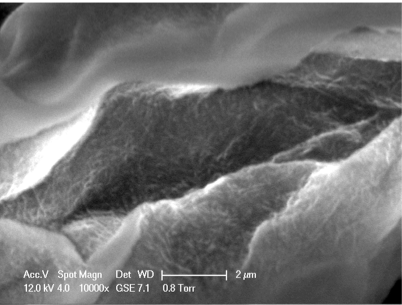 Acc.V Spot Magn Det WD 2 µm
12.0 kV 4.0 10000x GSE 7.1 0.8 Torr